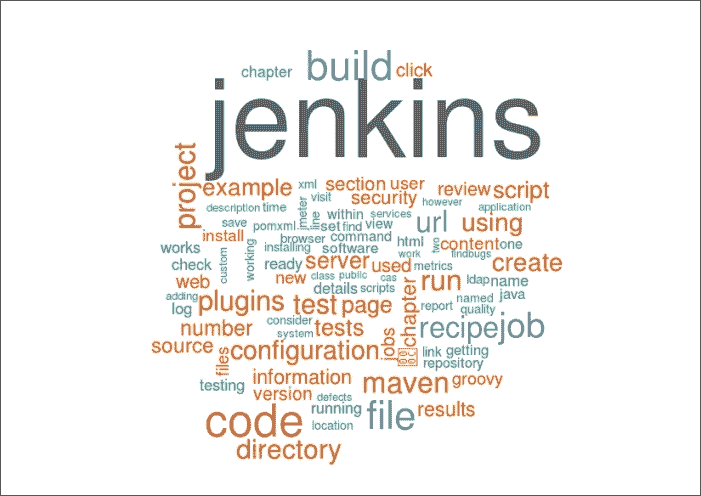 chapter build click
jenkins
project
example xml section user review script
visit security however
description time jmeter line within services url using application
save pomxml set find view
install browser command html two content one
works custom working installing software work findbugs
check ready server used metrics create
web new class public cas run ldap name
adding details scripts java
log plugins test page chapter report named
quality
number consider tests recipe job
system
source files configuration jobs link getting
repository
testing information maven groovy
version defects
code running file results
location
directory